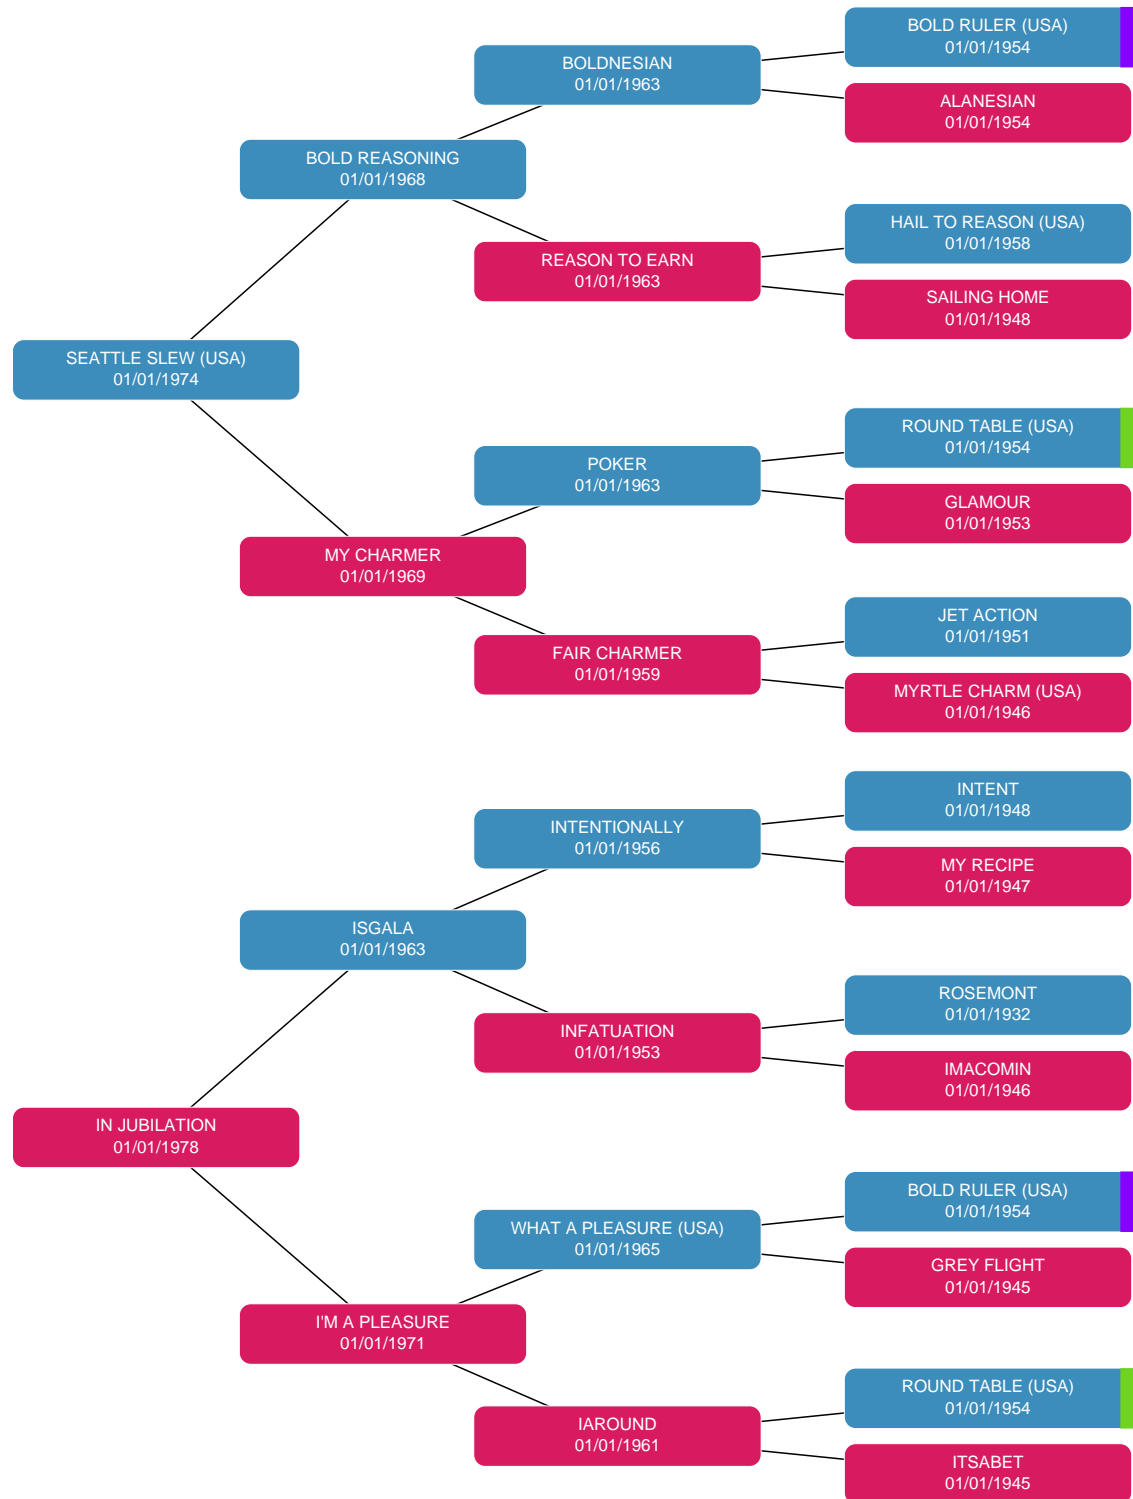 BOLD RULER (USA)
01/01/1954
BOLDNESIAN
01/01/1963
ALANESIAN
01/01/1954
BOLD REASONING
01/01/1968
HAIL TO REASON (USA)
01/01/1958
REASON TO EARN
01/01/1963
SAILING HOME
01/01/1948
SEATTLE SLEW (USA)
01/01/1974
ROUND TABLE (USA)
01/01/1954
POKER
01/01/1963
GLAMOUR
01/01/1953
MY CHARMER
01/01/1969
JET ACTION
01/01/1951
FAIR CHARMER
01/01/1959
MYRTLE CHARM (USA)
01/01/1946
INTENT
01/01/1948
INTENTIONALLY
01/01/1956
MY RECIPE
01/01/1947
ISGALA
01/01/1963
ROSEMONT
01/01/1932
INFATUATION
01/01/1953
IMACOMIN
01/01/1946
IN JUBILATION
01/01/1978
BOLD RULER (USA)
01/01/1954
WHAT A PLEASURE (USA)
01/01/1965
GREY FLIGHT
01/01/1945
I'M A PLEASURE
01/01/1971
ROUND TABLE (USA)
01/01/1954
IAROUND
01/01/1961
ITSABET
01/01/1945